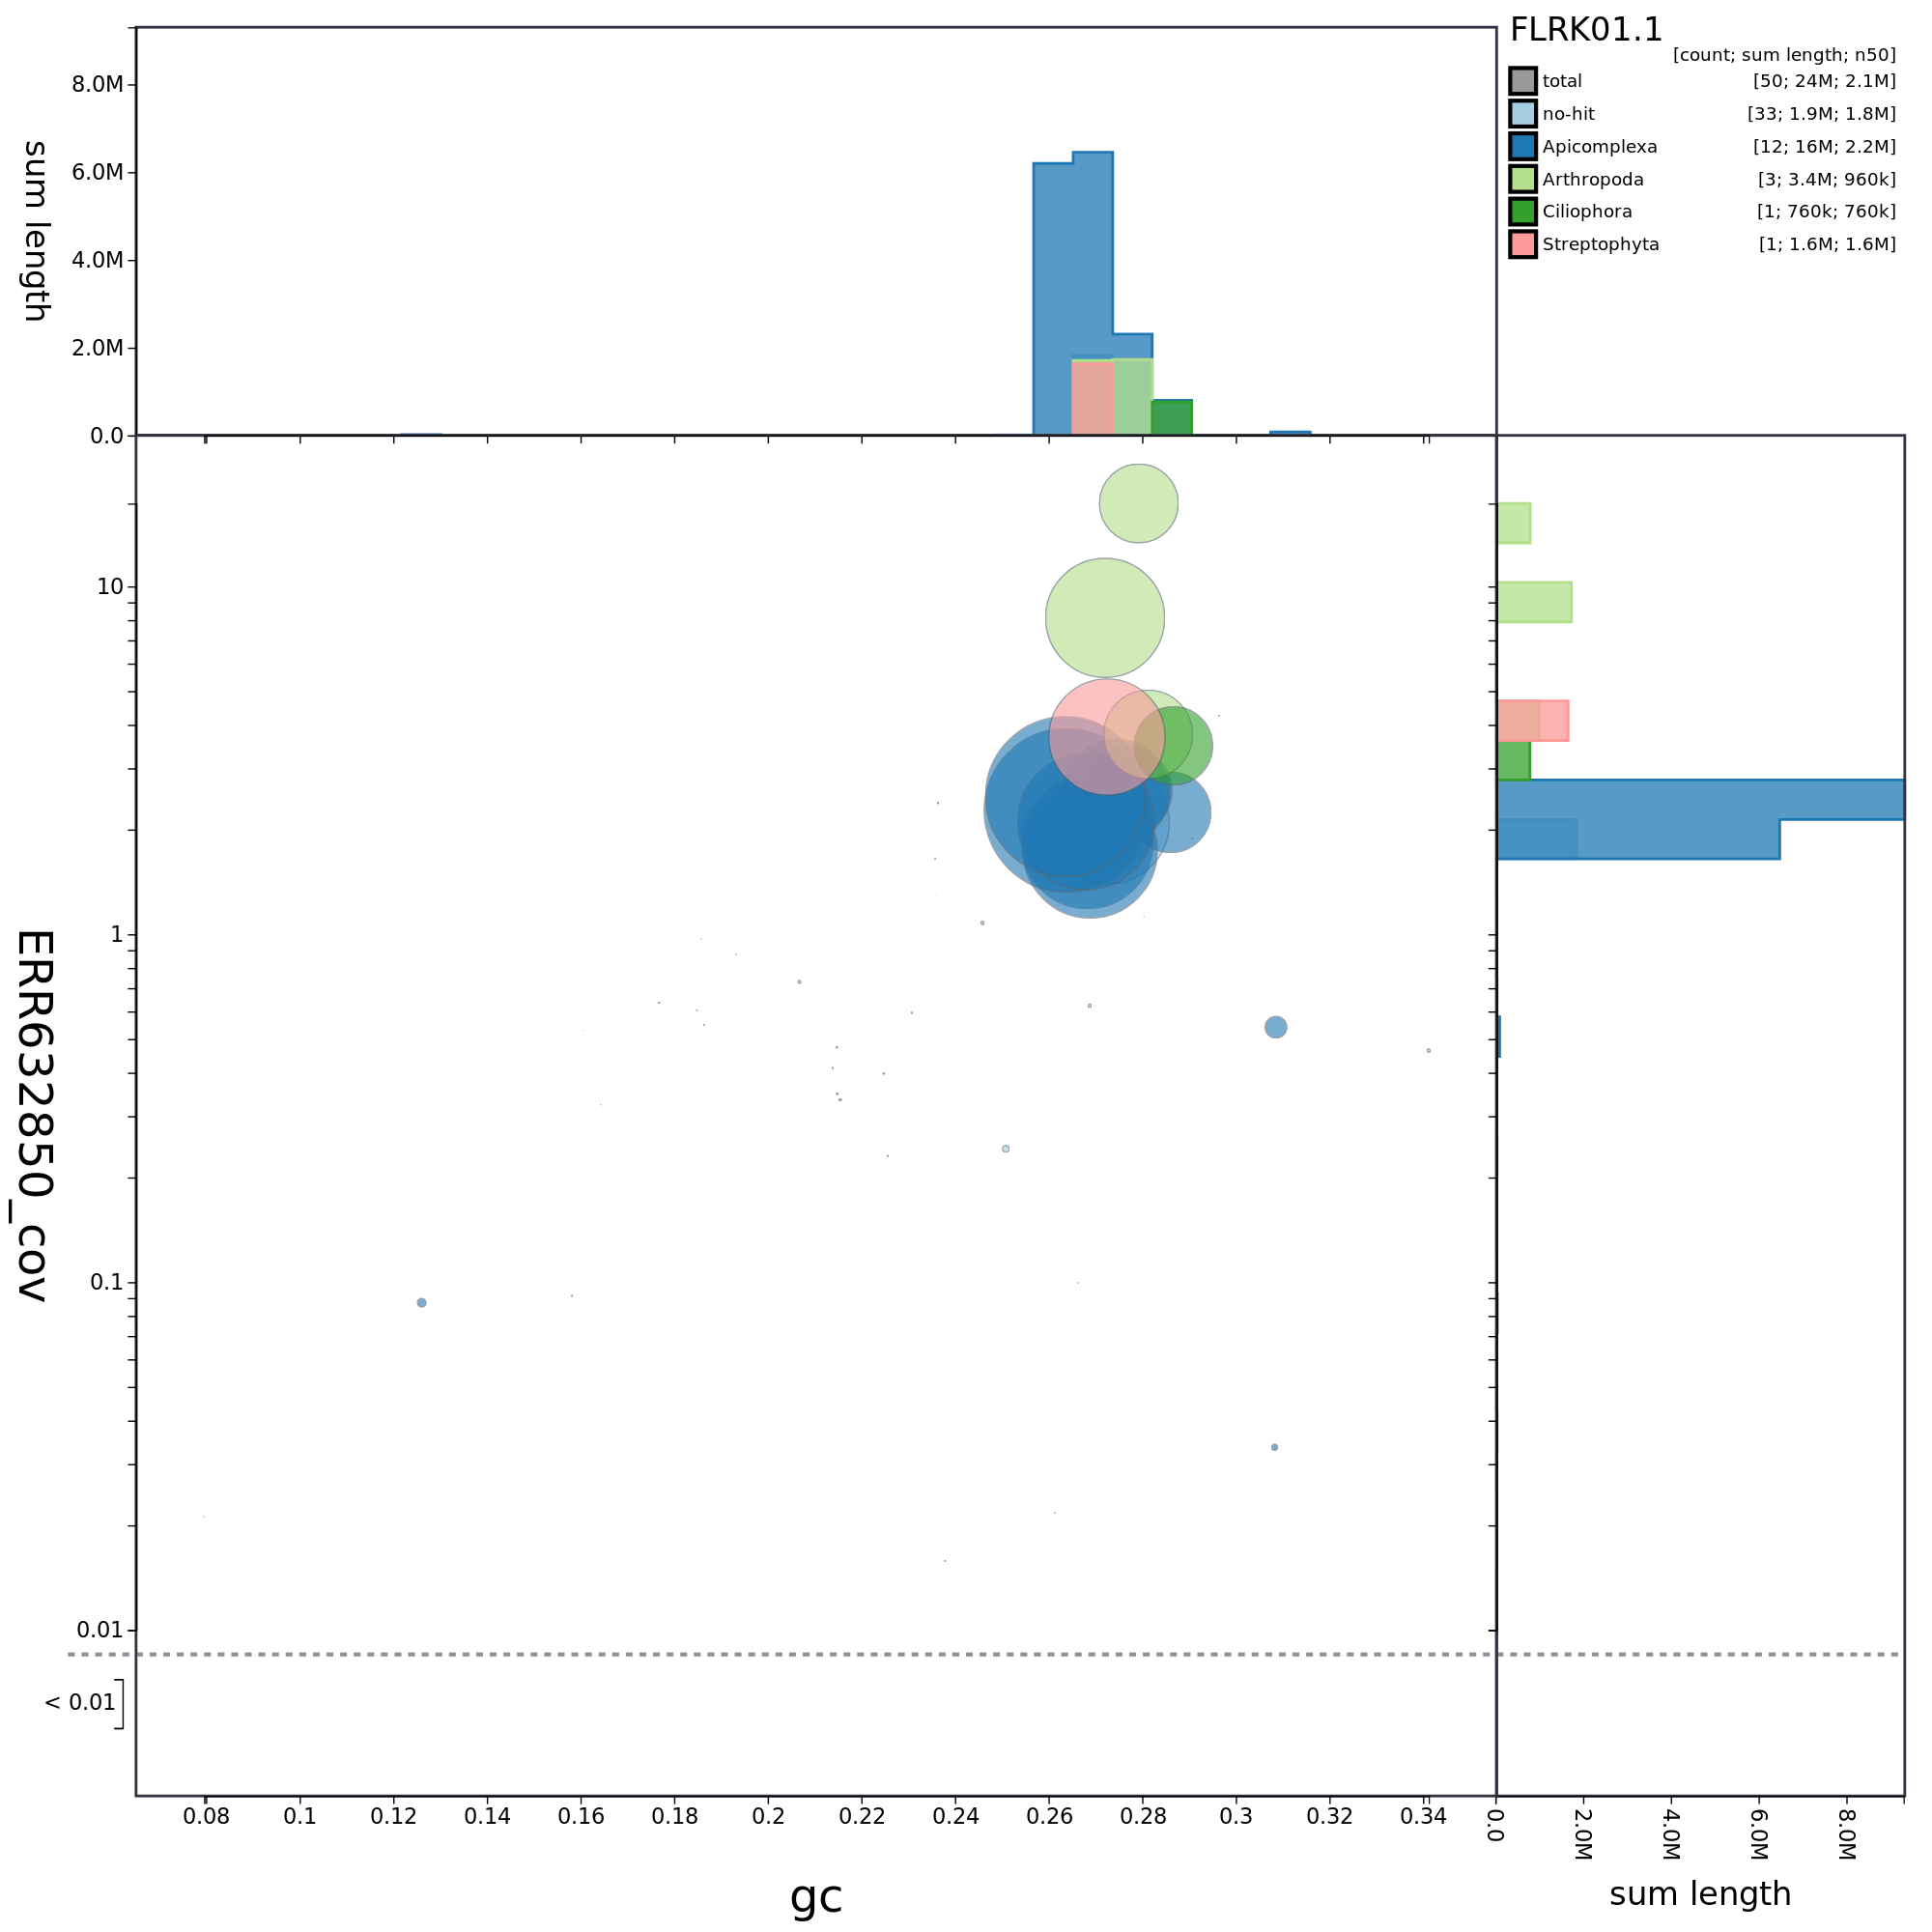 FLRK01.1
[count; sum length; n50]
total [50; 24M; 2.1M]
no-hit [33; 1.9M; 1.8M]
Apicomplexa [12; 16M; 2.2M]
Arthropoda [3; 3.4M; 960k]
Ciliophora [1; 760k; 760k]
Streptophyta [1; 1.6M; 1.6M]
sum length
8.0M
6.0M
4.0M
2.0M
0.0
ERR632850_cov
10
1
0.1
0.01
< 0.01
0.08 0.1 0.12 0.14 0.16 0.18 0.2 0.22 0.24 0.26 0.28 0.3 0.32 0.34
gc
0.0 2.0M 4.0M 6.0M 8.0M
sum length